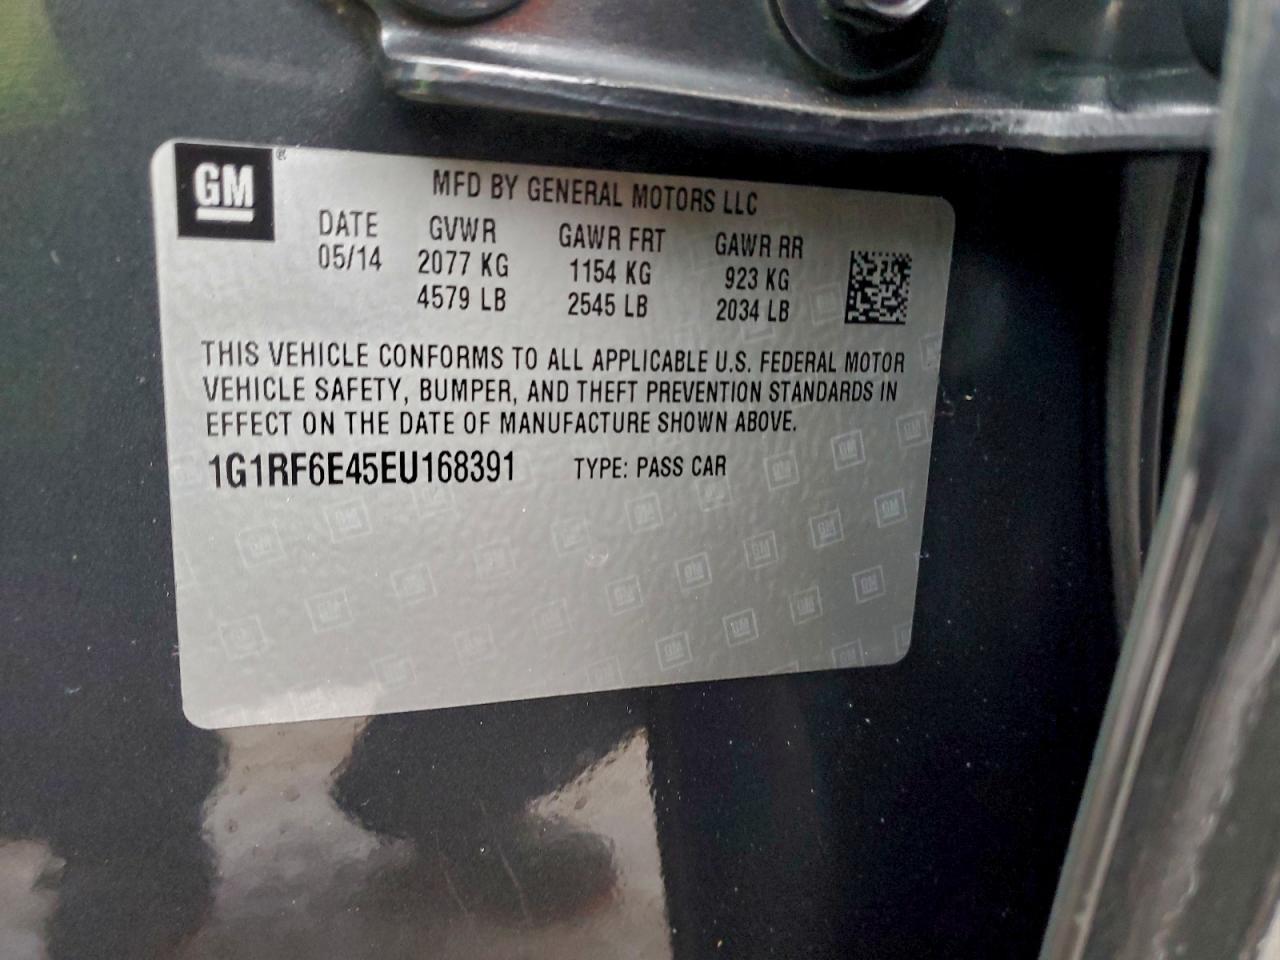 GM®
MFD BY GENERAL MOTORS LLC
DATE GVWR GAWR FRT GAWR RR
05/14 2077 KG 1154 KG 923 KG
4579 LB 2545 LB 2034 LB
THIS VEHICLE CONFORMS TO ALL APPLICABLE U.S. FEDERAL MOTOR
VEHICLE SAFETY, BUMPER, AND THEFT PREVENTION STANDARDS IN
EFFECT ON THE DATE OF MANUFACTURE SHOWN ABOVE.
1G1RF6E45EU168391 TYPE: PASS CAR